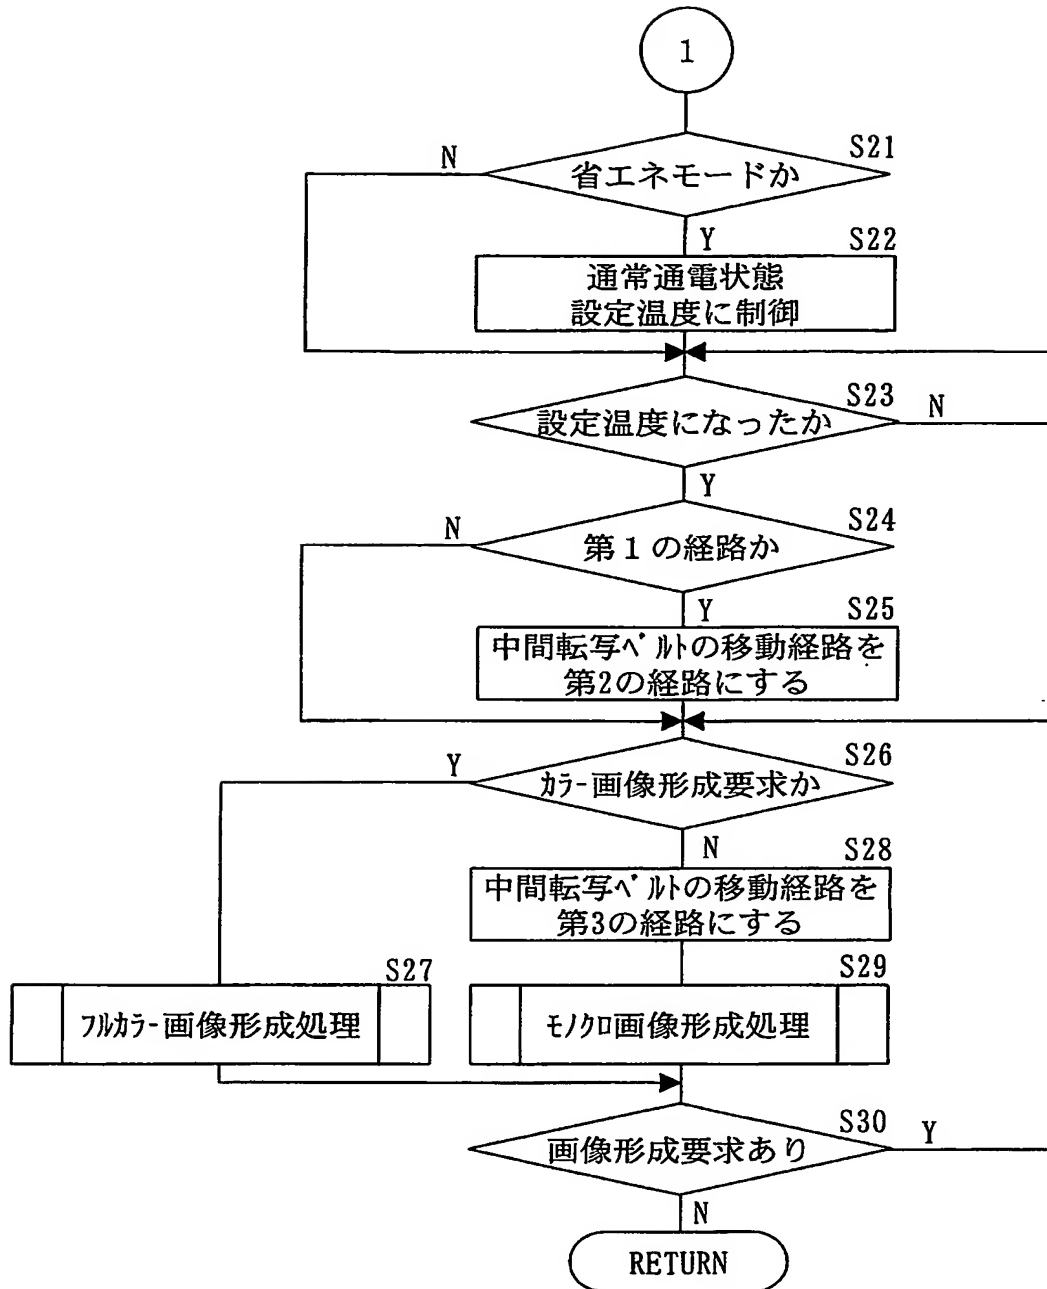 1
S21
N
省エネモードか
Y
S22
通常通電状態
設定温度に制御
S23
設定温度になったか
N
Y
S24
N
第１の経路か
Y
S25
中間転写ﾍﾞﾙﾄの移動経路を
第2の経路にする
S26
Y
ｶﾗｰ画像形成要求か
N
S28
中間転写ﾍﾞﾙﾄの移動経路を
第3の経路にする
S27
S29
ﾌﾙｶﾗｰ画像形成処理
ﾓﾉｸﾛ画像形成処理
S30
画像形成要求あり
Y
N
RETURN